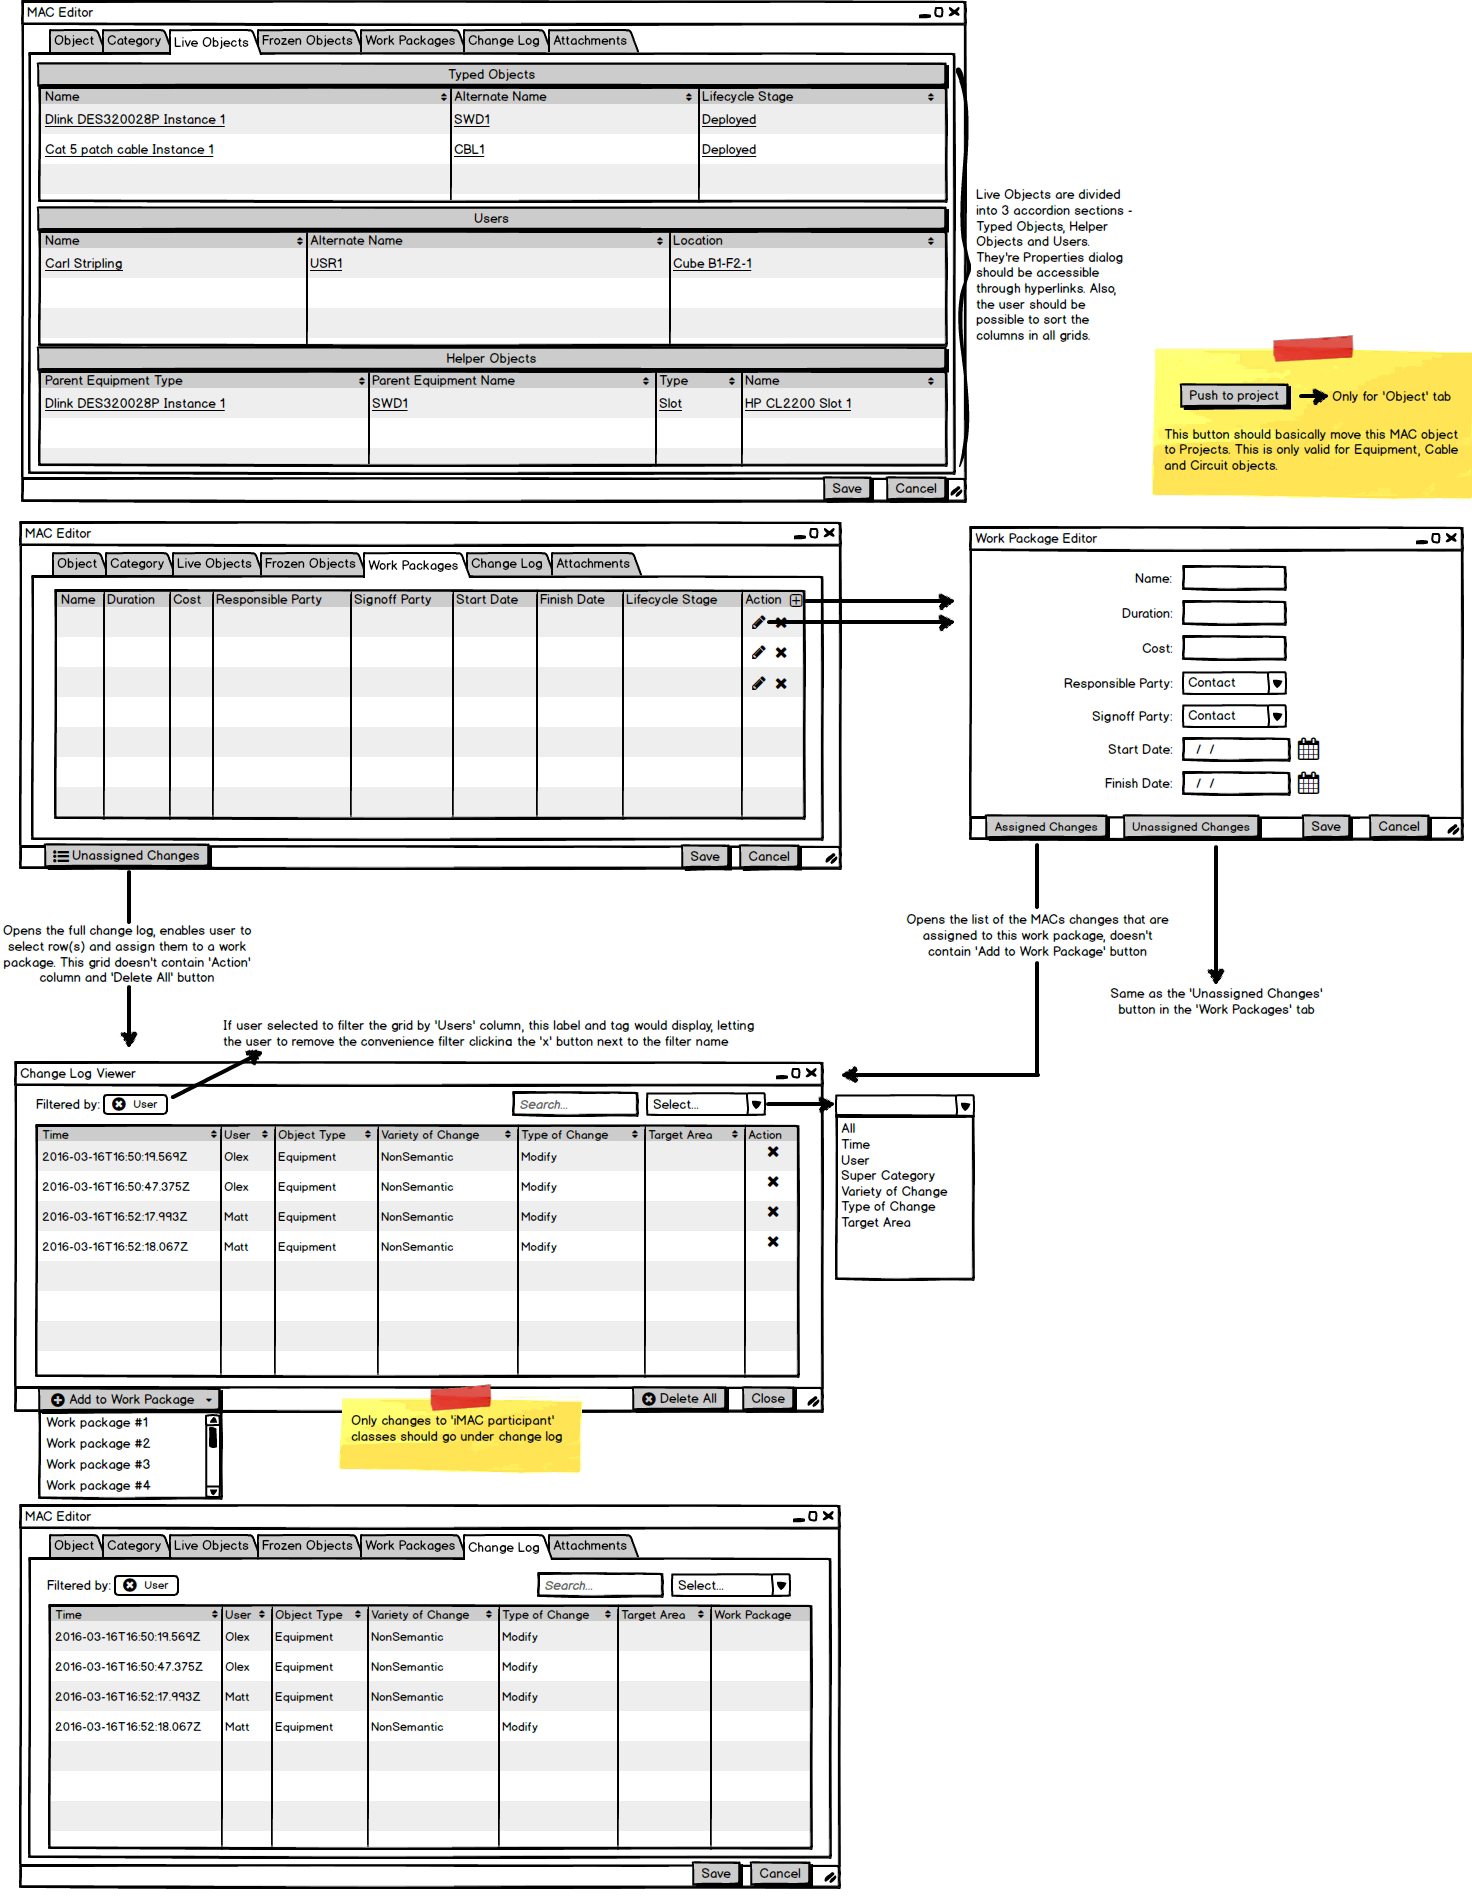 MAC Editor
Object Category Live Objects Frozen Objects Work Packages Change Log Attachments
Typed Objects
Name Alternate Name Lifecycle Stage
Dlink DES320028P Instance 1 SWD1 Deployed
Cat 5 patch cable Instance 1 CBL1 Deployed
Users
Name Alternate Name Location
Carl Stripling USR1 Cube B1-F2-1
Helper Objects
Parent Equipment Type Parent Equipment Name Type Name
Dlink DES320028P Instance 1 SWD1 Slot HP CL2200 Slot 1
Save Cancel
Live Objects are divided
into 3 accordion sections -
Typed Objects, Helper
Objects and Users.
They're Properties dialog
should be accessible
through hyperlinks. Also,
the user should be
possible to sort the
columns in all grids.
Push to project Only for 'Object' tab
This button should basically move this MAC object
to Projects. This is only valid for Equipment, Cable
and Circuit objects.
MAC Editor
Object Category Live Objects Frozen Objects Work Packages Change Log Attachments
Name Duration Cost Responsible Party Signoff Party Start Date Finish Date Lifecycle Stage Action
Unassigned Changes Save Cancel
Work Package Editor
Name:
Duration:
Cost:
Responsible Party: Contact
Signoff Party: Contact
Start Date: / /
Finish Date: / /
Assigned Changes Unassigned Changes Save Cancel
Opens the full change log, enables user to
select row(s) and assign them to a work
package. This grid doesn't contain 'Action'
column and 'Delete All' button
Opens the list of the MACs changes that are
assigned to this work package, doesn't
contain 'Add to Work Package' button
Same as the 'Unassigned Changes'
button in the 'Work Packages' tab
If user selected to filter the grid by 'Users' column, this label and tag would display, letting
the user to remove the convenience filter clicking the 'x' button next to the filter name
Change Log Viewer
Filtered by: User Search... Select...
Time User Object Type Variety of Change Type of Change Target Area Action
2016-03-16T16:50:19.569Z Olex Equipment NonSemantic Modify
2016-03-16T16:50:47.375Z Olex Equipment NonSemantic Modify
2016-03-16T16:52:17.993Z Matt Equipment NonSemantic Modify
2016-03-16T16:52:18.067Z Matt Equipment NonSemantic Modify
All
Time
User
Super Category
Variety of Change
Type of Change
Target Area
Add to Work Package Delete All Close
Work package #1
Work package #2
Work package #3
Work package #4
Only changes to 'iMAC participant'
classes should go under change log
MAC Editor
Object Category Live Objects Frozen Objects Work Packages Change Log Attachments
Filtered by: User Search... Select...
Time User Object Type Variety of Change Type of Change Target Area Work Package
2016-03-16T16:50:19.569Z Olex Equipment NonSemantic Modify
2016-03-16T16:50:47.375Z Olex Equipment NonSemantic Modify
2016-03-16T16:52:17.993Z Matt Equipment NonSemantic Modify
2016-03-16T16:52:18.067Z Matt Equipment NonSemantic Modify
Save Cancel